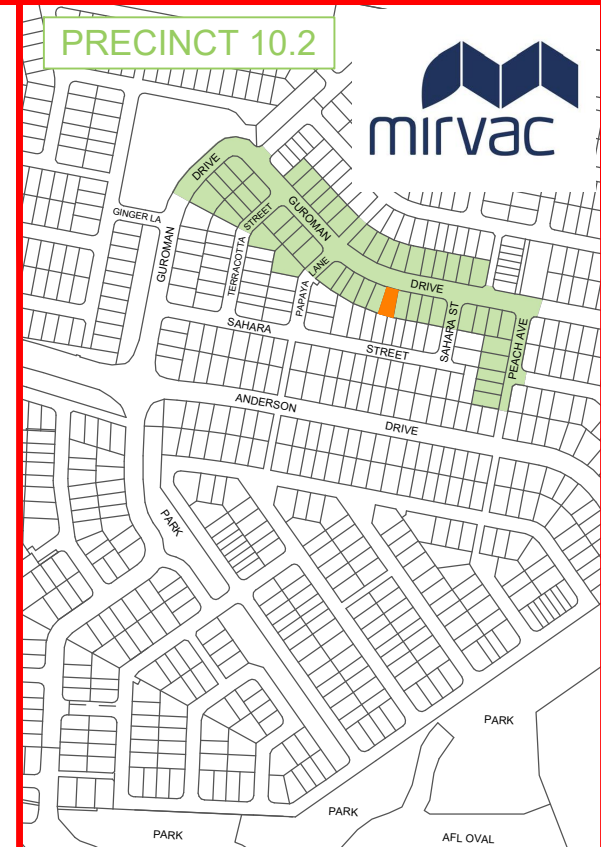 PRECINCT 10.2
mirvac
DRIVE
GINGER LA
STREET
GUROMAN
GUROMAN
TERRACOTTA
LANE
PAPAYA
DRIVE
SAHARA
STREET
SAHARA ST
PEACH AVE
ANDERSON
DRIVE
PARK
PARK
PARK
PARK
AFL OVAL